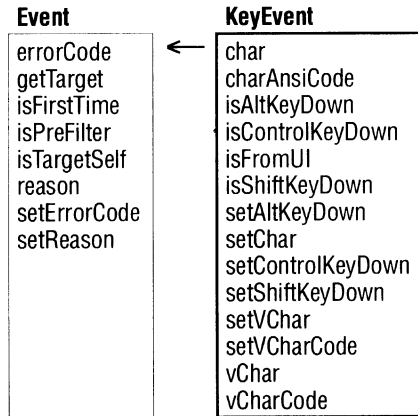 Event
errorCode
getTarget
isFirstTime
isPreFilter
isTargetSelf
reason
setErrorCode
setReason
KeyEvent
char
charAnsiCode
isAltKeyDown
isControlKeyDown
isFromUI
isShiftKeyDown
setAltKeyDown
setChar
setControlKeyDown
setShiftKeyDown
setVChar
setVCharCode
vChar
vCharCode